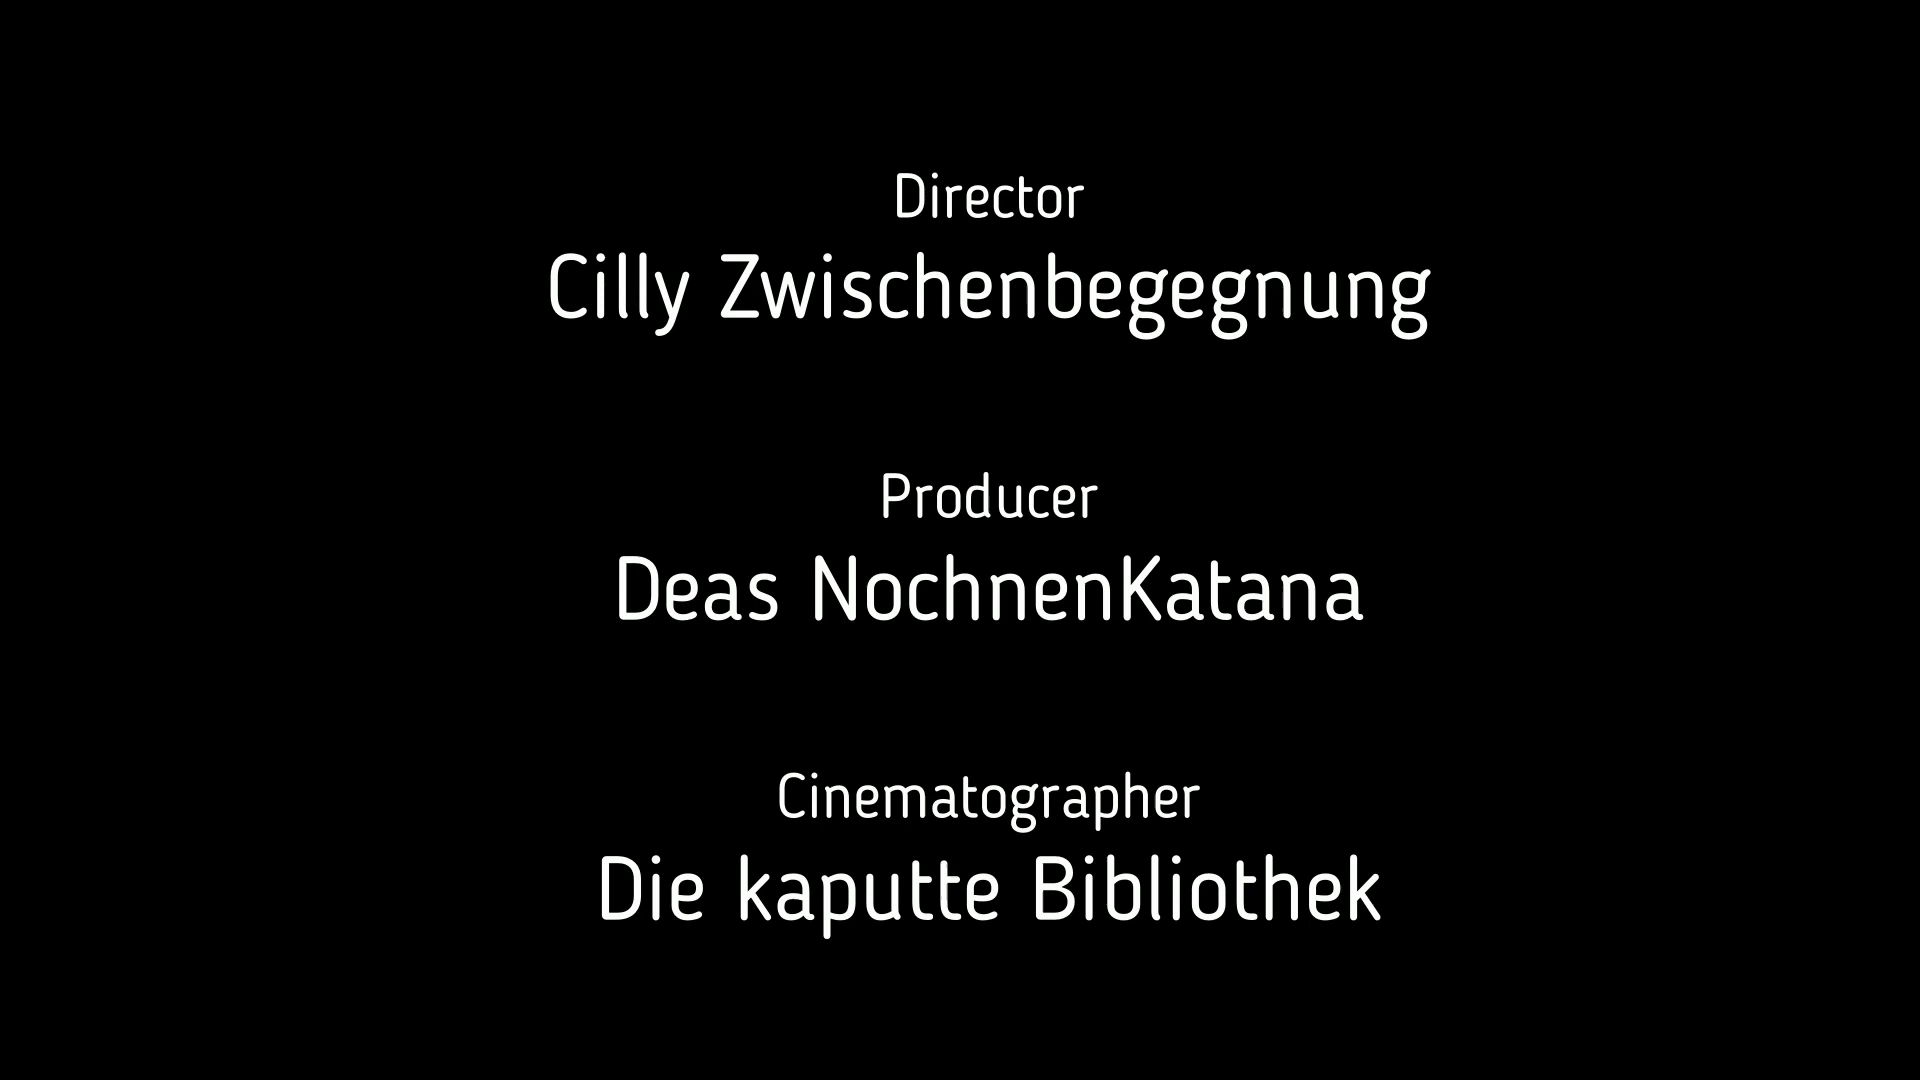 Director
Cilly Zwischenbegegnung
Producer
Deas NochnenKatana
Cinematographer
Die kaputte Bibliothek